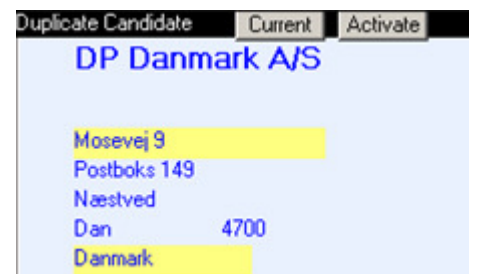 Duplicate Candidate Current Activate
DP Danmark A/S
Mosevej 9
Postboks 149
Næstved
Dan 4700
Danmark